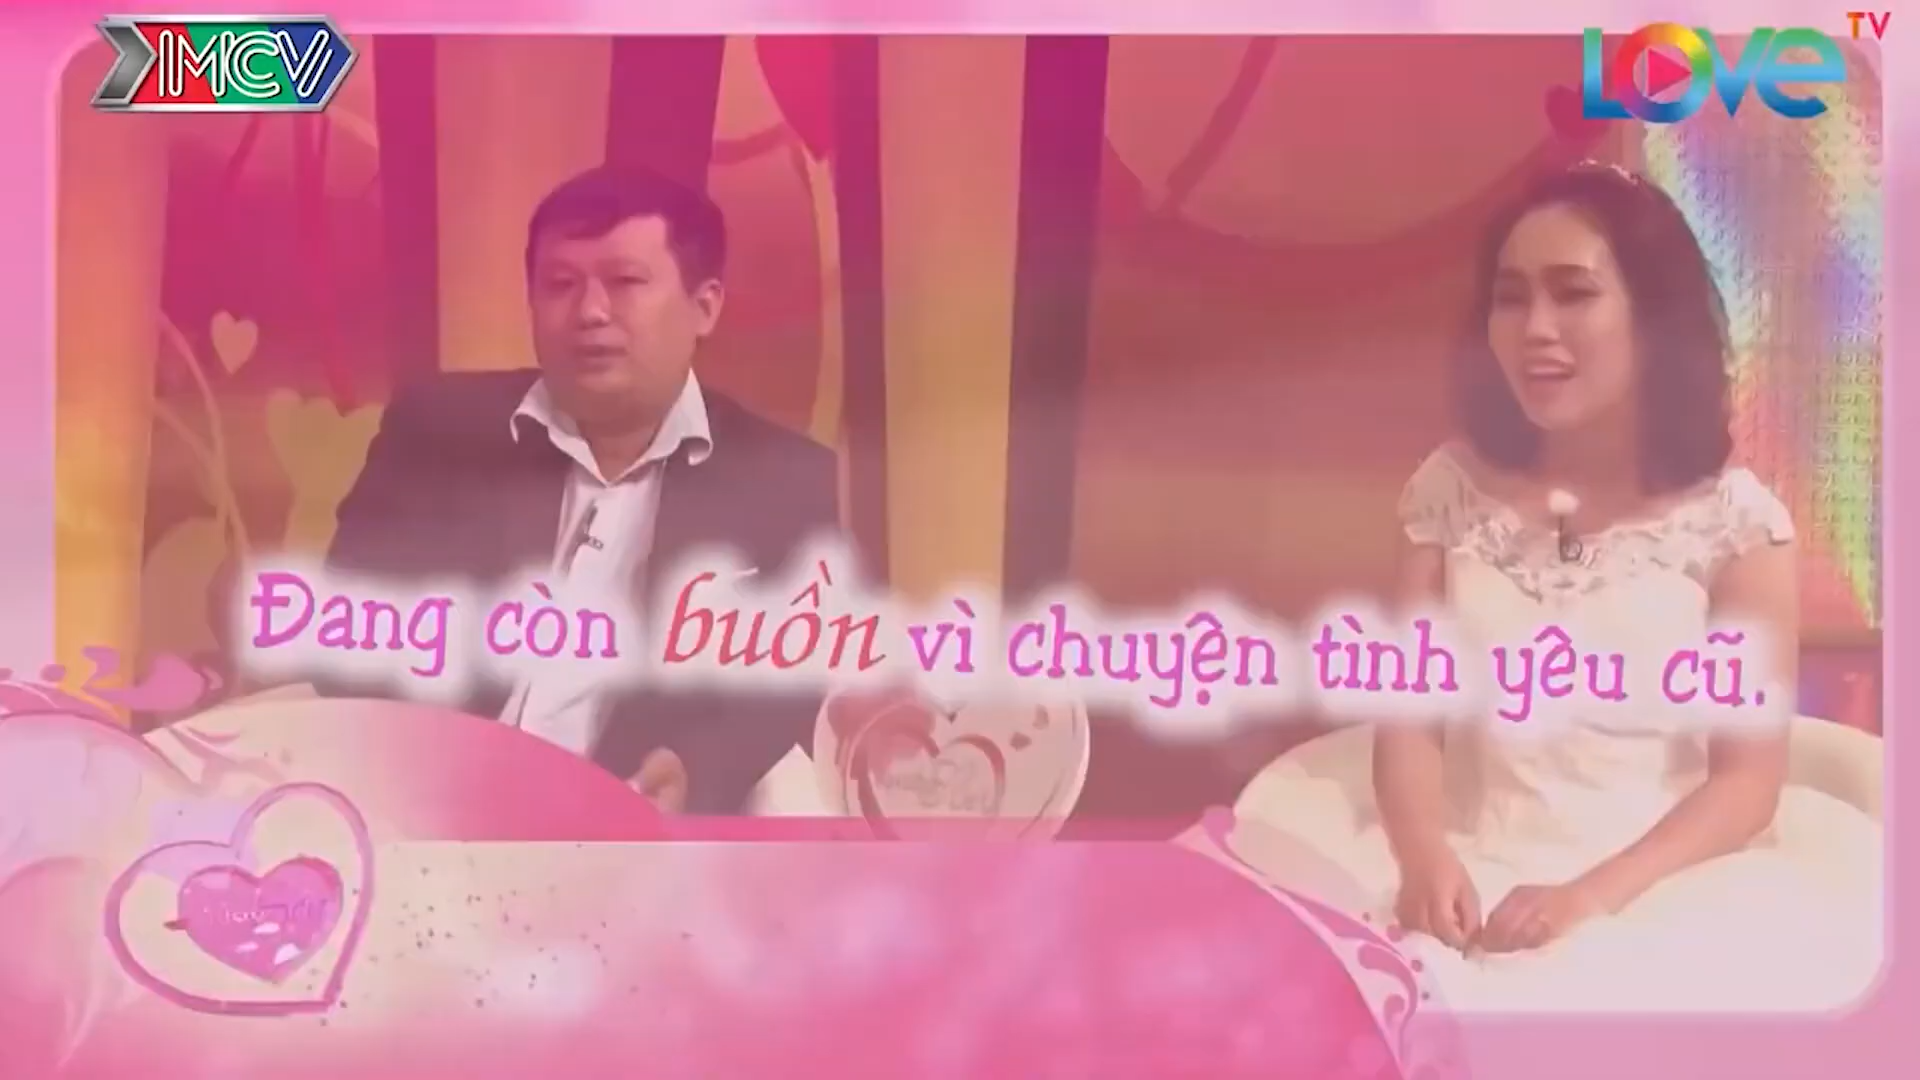 MCV
LOVE TV
Đang còn buồn vì chuyện tình yêu cũ.